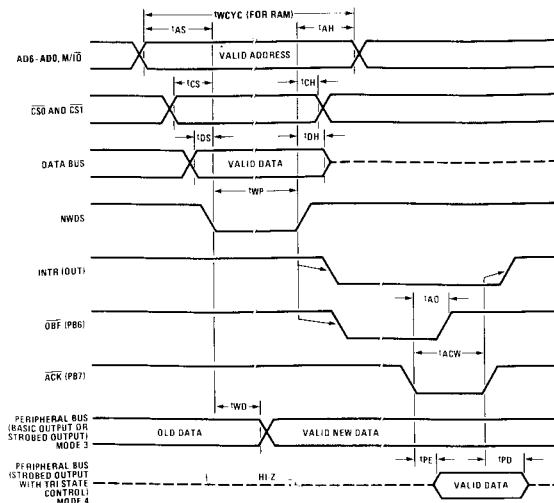 tWCYC (FOR RAM)
tAS
tAH
AD6-AD0, M/IO
VALID ADDRESS
tCS
tCH
CS0 AND CS1
tDS
tDH
DATA BUS
VALID DATA
tWP
NWDS
INTR (OUT)
tAO
OBF (PB6)
tACW
ACK (PB7)
tWD
PERIPHERAL BUS
(BASIC OUTPUT OR
STROBED OUTPUT)
MODE 3
OLD DATA
VALID NEW DATA
tPE
tPD
PERIPHERAL BUS
(STROBED OUTPUT
WITH TRI STATE
CONTROL)
MODE 4
HI-Z
VALID DATA